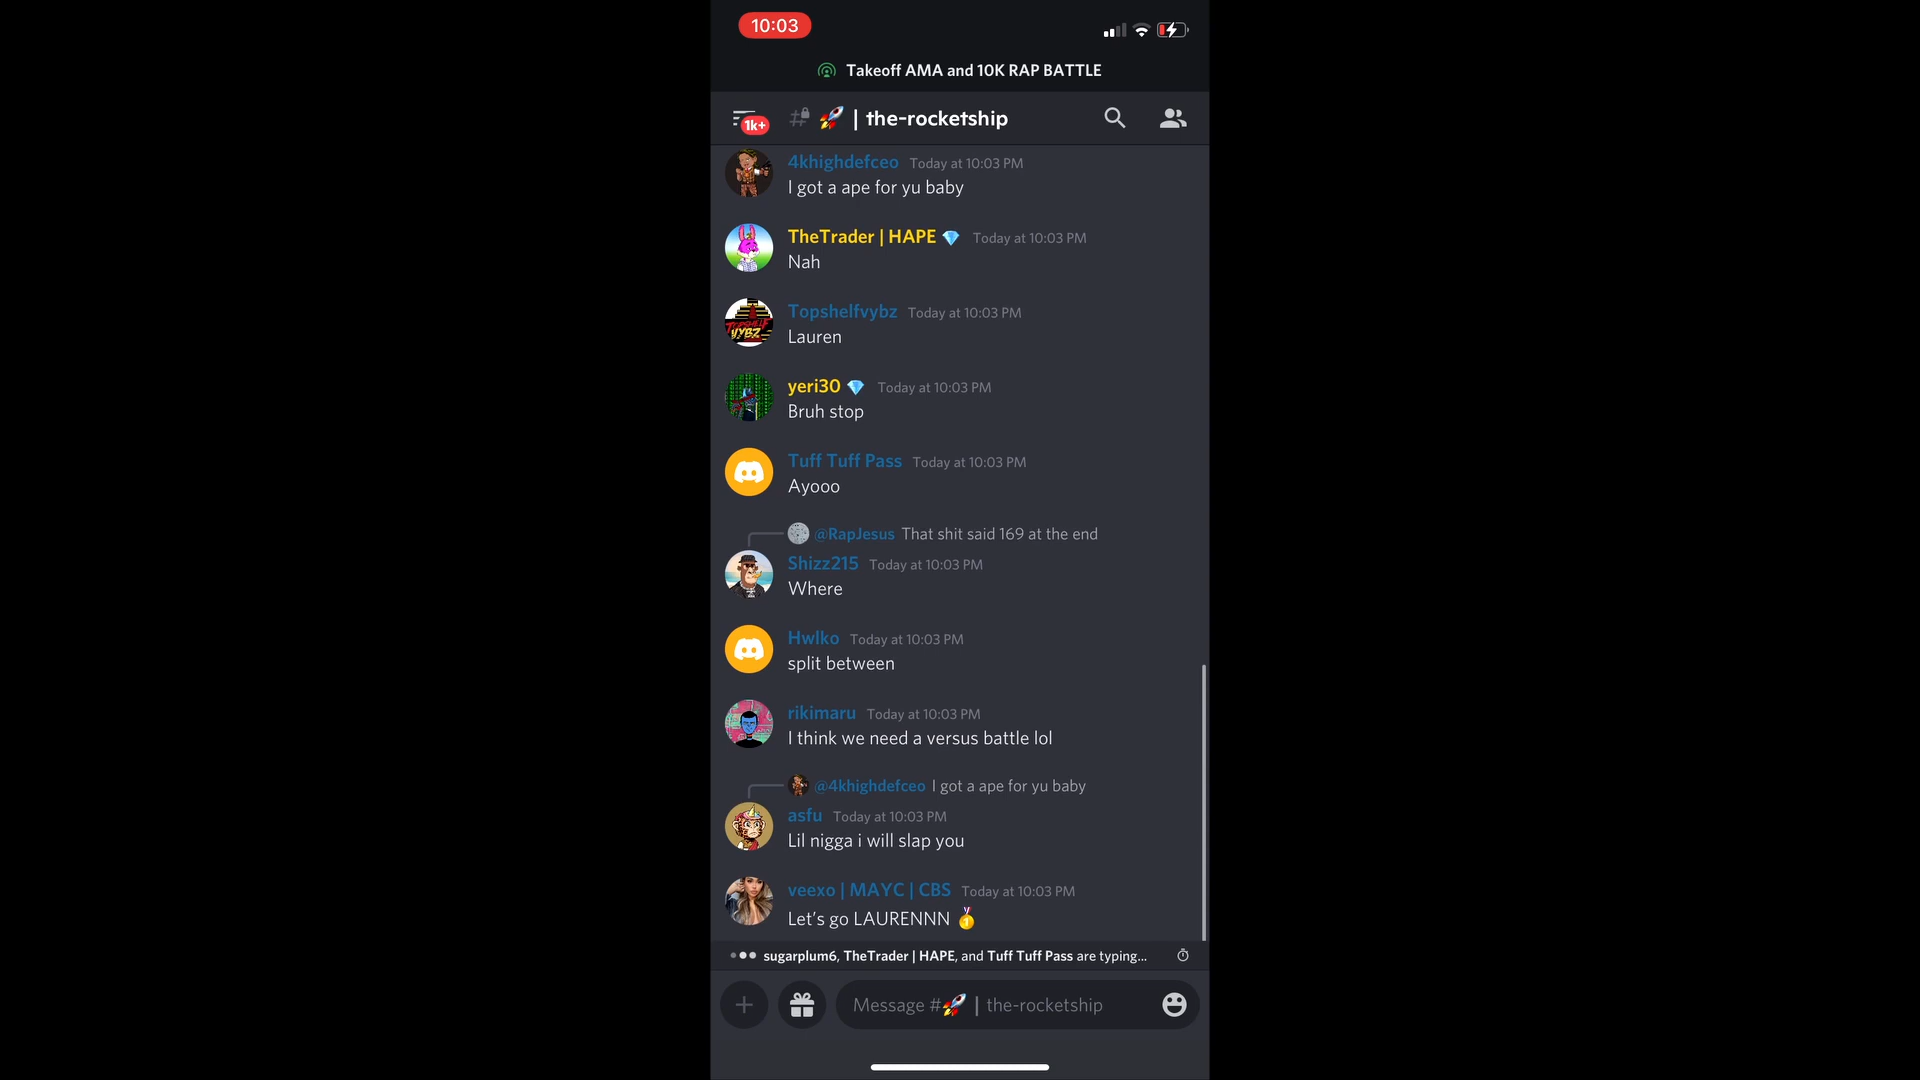 10:03
Takeoff AMA and 10K RAP BATTLE
1k+
# 🚀 | the-rocketship
4khighdefceo Today at 10:03 PM
I got a ape for yu baby
TheTrader | HAPE 💎 Today at 10:03 PM
Nah
TOPSHELF
VYBZ
Topshelfvybz Today at 10:03 PM
Lauren
yeri30 💎 Today at 10:03 PM
Bruh stop
Tuff Tuff Pass Today at 10:03 PM
Ayooo
@RapJesus That shit said 169 at the end
Shizz215 Today at 10:03 PM
Where
Hwlko Today at 10:03 PM
split between
rikimaru Today at 10:03 PM
I think we need a versus battle lol
@4khighdefceo I got a ape for yu baby
asfu Today at 10:03 PM
Lil nigga i will slap you
veexo | MAYC | CBS Today at 10:03 PM
Let's go LAURENNN 🥇
sugarplum6, TheTrader | HAPE, and Tuff Tuff Pass are typing...
Message #🚀 | the-rocketship